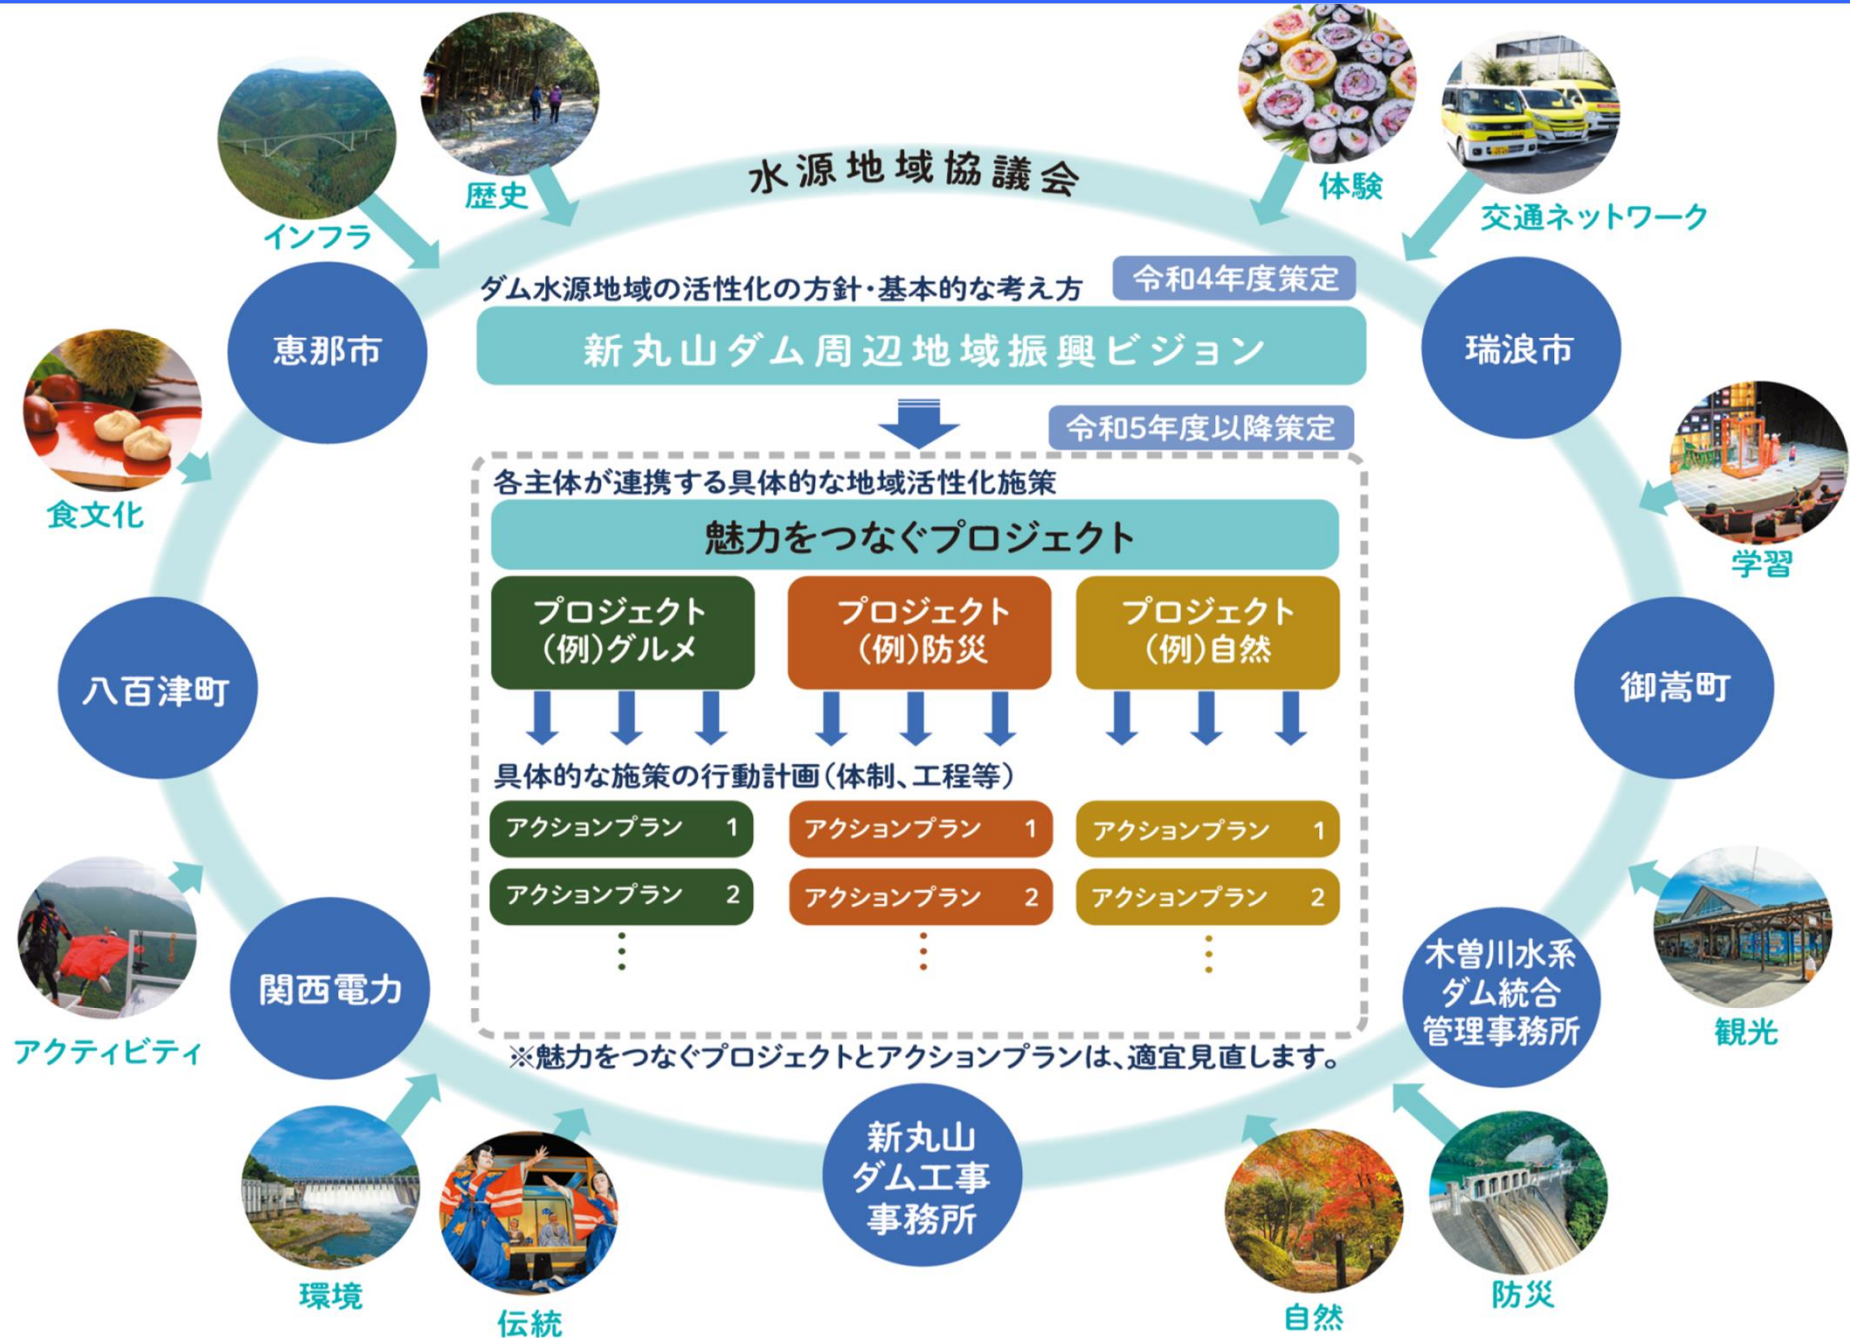 水源地域協議会
インフラ
歴史
体験
交通ネットワーク
恵那市
瑞浪市
ダム水源地域の活性化の方針・基本的な考え方
令和4年度策定
新丸山ダム周辺地域振興ビジョン
令和5年度以降策定
食文化
学習
各主体が連携する具体的な地域活性化施策
魅力をつなぐプロジェクト
プロジェクト
(例)グルメ
プロジェクト
(例)防災
プロジェクト
(例)自然
八百津町
御嵩町
具体的な施策の行動計画(体制、工程等)
アクションプラン 1
アクションプラン 1
アクションプラン 1
アクションプラン 2
アクションプラン 2
アクションプラン 2
関西電力
木曽川水系
ダム統合
管理事務所
アクティビティ
観光
※魅力をつなぐプロジェクトとアクションプランは、適宜見直します。
新丸山
ダム工事
事務所
環境
伝統
自然
防災